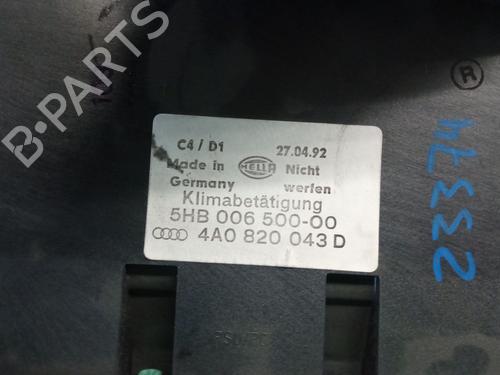 B-PARTS
®
C4 / D1 27.04.92
Made in HELLA Nicht
Germany werfen
Klimabetätigung
5HB 006 500-00
4A0 820 043 D